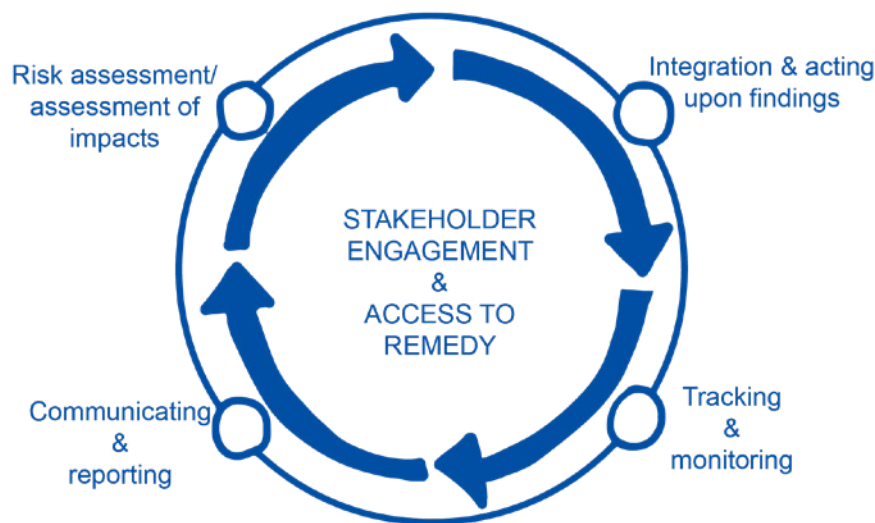 Risk assessment/
assessment of
impacts
Integration & acting
upon findings
STAKEHOLDER
ENGAGEMENT
&
ACCESS TO
REMEDY
Communicating
&
reporting
Tracking
&
monitoring